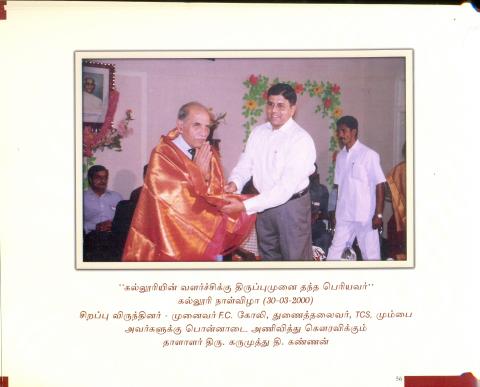 "கல்லூரியின் வளர்ச்சிக்கு திருப்புமுனை தந்த பெரியவர்"
கல்லூரி நாள்விழா (30-03-2000)
சிறப்பு விருந்தினர் - முனைவர் F.C. கோலி, துணைத்தலைவர், TCS, மும்பை
அவர்களுக்கு பொன்னாடை அணிவித்து கௌரவிக்கும்
தாளாளர் திரு. கருமுத்து தி. கண்ணன்
56